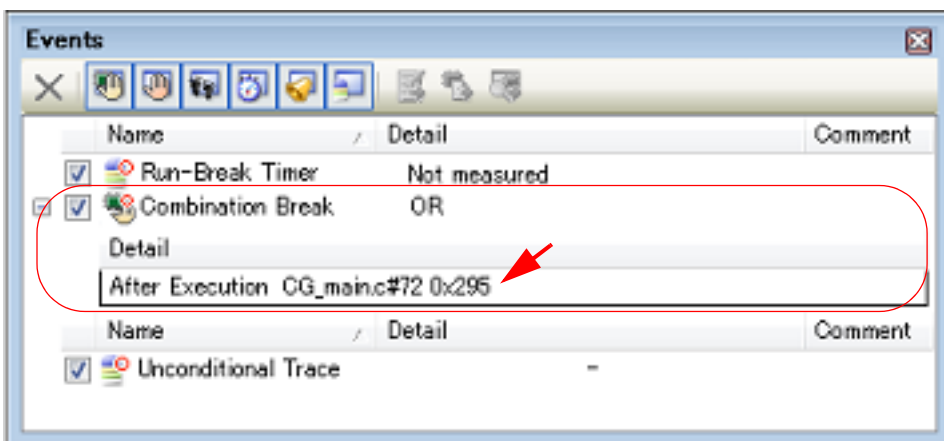 Events
Name Detail Comment
Run-Break Timer Not measured
Combination Break OR
Detail
After Execution CG_main.c#72 0x295
Name Detail Comment
Unconditional Trace -